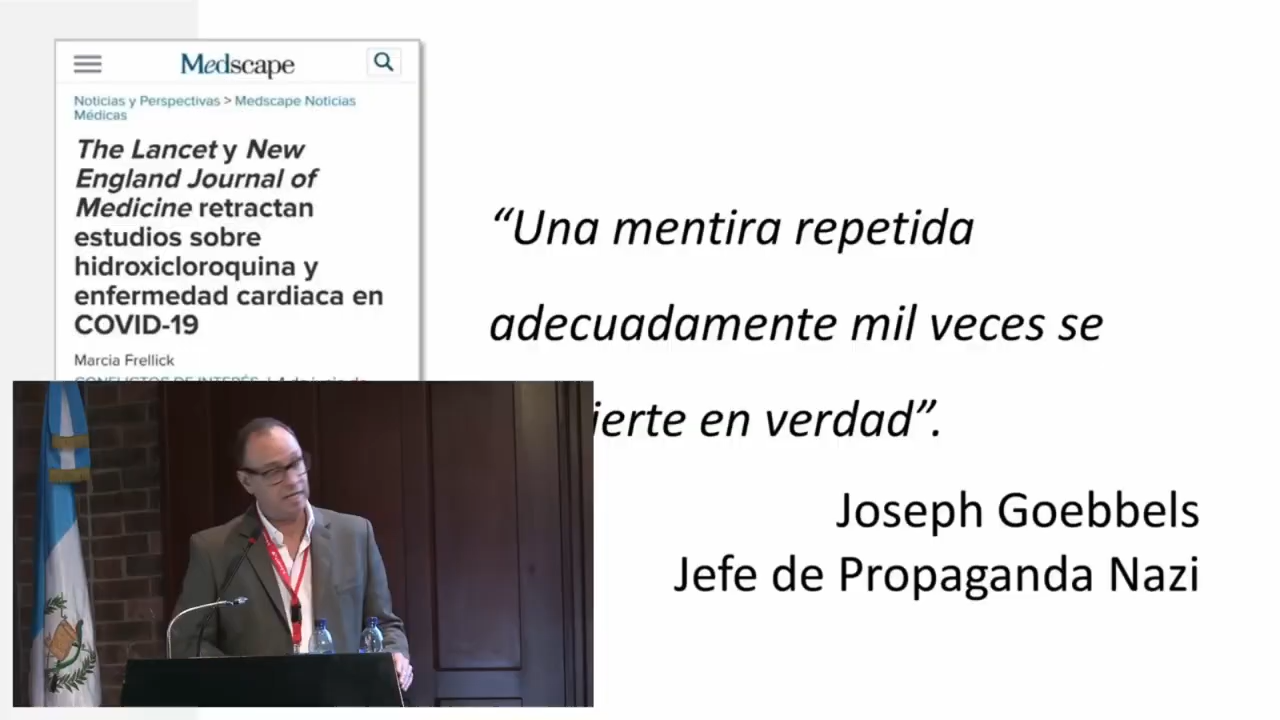 Medscape
Noticias y Perspectivas > Medscape Noticias
Médicas
The Lancet y New
England Journal of
Medicine retractan
estudios sobre
hidroxicloroquina y
enfermedad cardiaca en
COVID-19
Marcia Frellick
“Una mentira repetida
adecuadamente mil veces se
ierte en verdad”.
Joseph Goebbels
Jefe de Propaganda Nazi